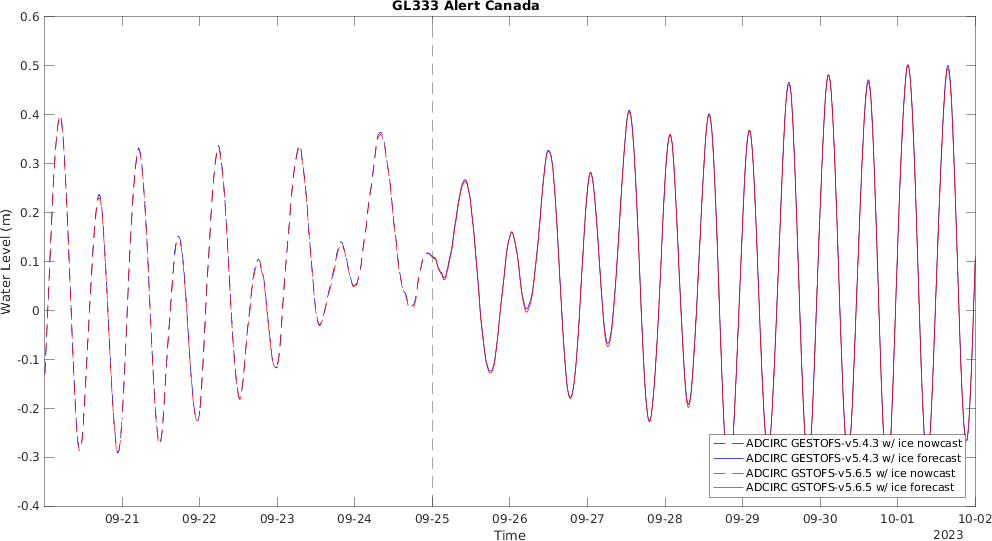 GL333 Alert Canada
0.6
0.5
0.4
0.3
0.2
0.1
0
-0.1
-0.2
-0.3
-0.4
Water Level (m)
ADCIRC GESTOFS-v5.4.3 w/ ice nowcast
ADCIRC GESTOFS-v5.4.3 w/ ice forecast
ADCIRC GSTOFS-v5.6.5 w/ ice nowcast
ADCIRC GSTOFS-v5.6.5 w/ ice forecast
09-21 09-22 09-23 09-24 09-25 09-26 09-27 09-28 09-29 09-30 10-01 10-02
Time
2023